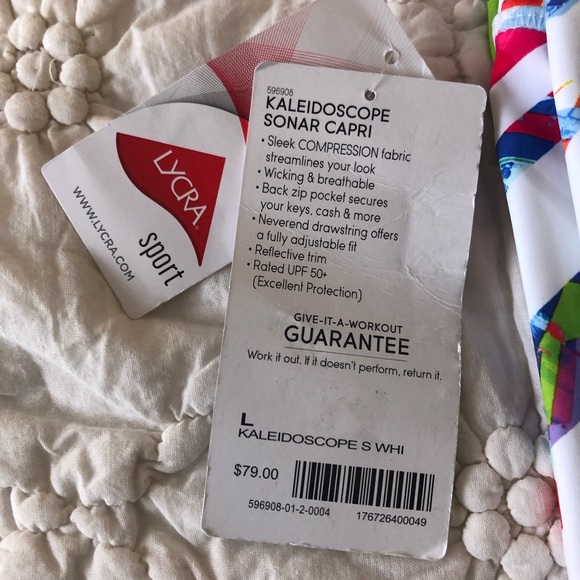 LYCRA®
sport
WWW.LYCRA.COM
596908
KALEIDOSCOPE
SONAR CAPRI
• Sleek COMPRESSION fabric
streamlines your look
• Wicking & breathable
• Back zip pocket secures
your keys, cash & more
• Neverend drawstring offers
a fully adjustable fit
• Reflective trim
• Rated UPF 50+
(Excellent Protection)
GIVE-IT-A-WORKOUT
GUARANTEE
Work it out. If it doesn't perform, return it.
L
KALEIDOSCOPE S WHI
$79.00
596908-01-2-0004 176726400049